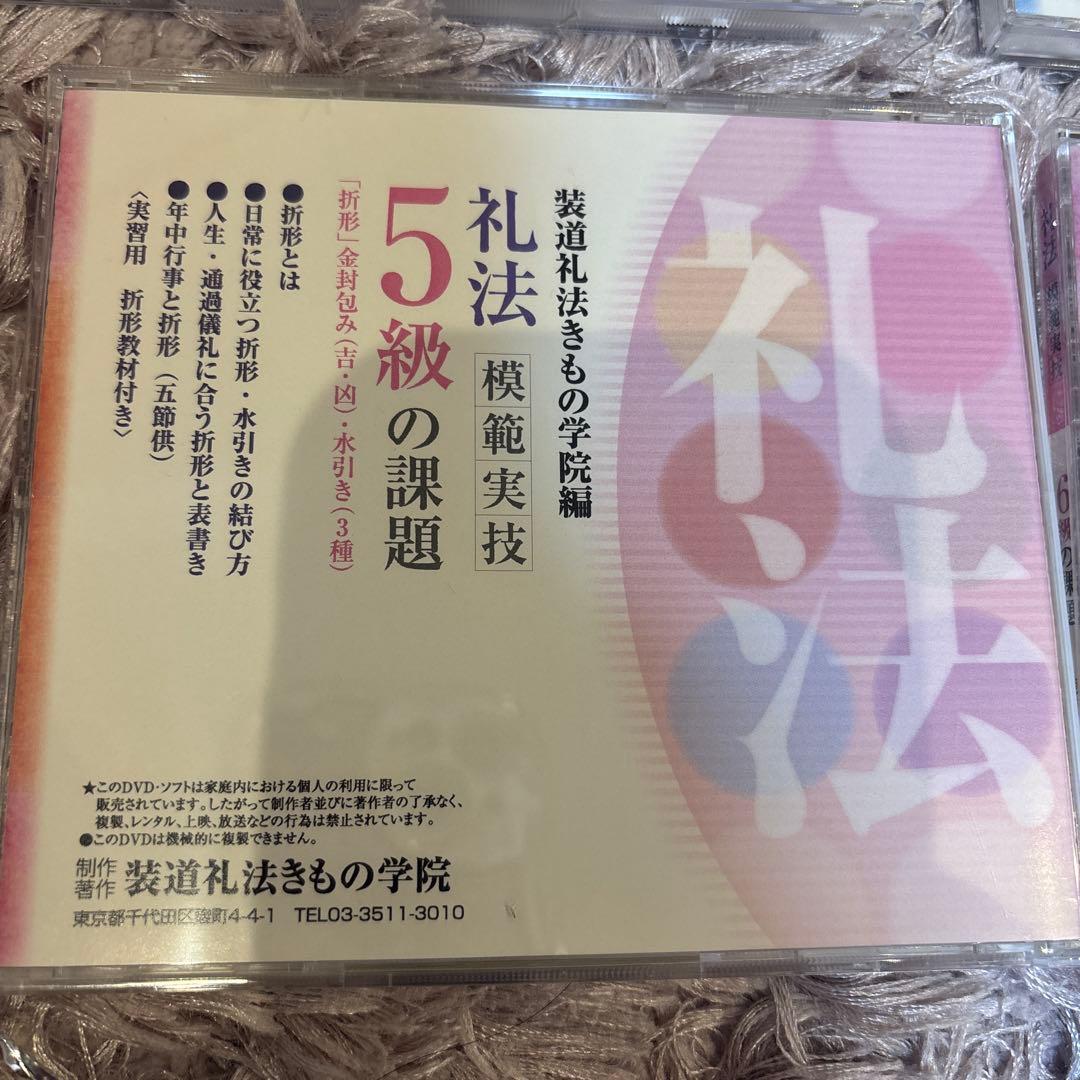 礼法
装道礼法きもの学院編
礼法 模範実技
5級の課題
「折形」金封包み(吉・凶)・水引き(3種)
●折形とは
●日常に役立つ折形・水引きの結び方
●人生・通過儀礼に合う折形と表書き
●年中行事と折形(五節供)
〈実習用 折形教材付き〉
★このDVD・ソフトは家庭内における個人の利用に限って
販売されています。したがって制作者並びに著作者の了承なく、
複製、レンタル、上映、放送などの行為は禁止されています。
●このDVDは機械的に複製できません。
制作
著作 装道礼法きもの学院
東京都千代田区麹町4-4-1 TEL03-3511-3010
礼法 模範実技
6級の課題